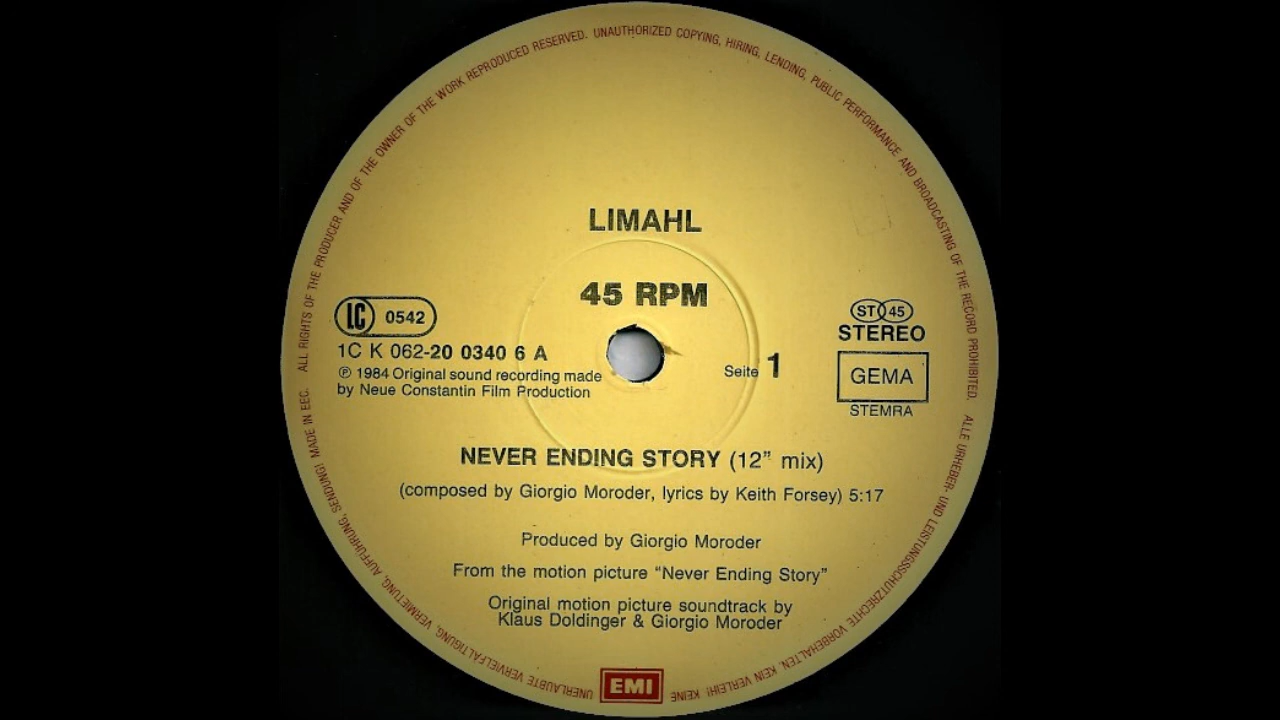 ALL RIGHTS OF THE PRODUCER AND OF THE OWNER OF THE WORK REPRODUCED RESERVED. UNAUTHORIZED COPYING, HIRING, LENDING, PUBLIC PERFORMANCE AND BROADCASTING OF THE RECORD PROHIBITED.
LIMAHL
45 RPM
LC 0542
ST 45
STEREO
1C K 062-20 0340 6 A
℗ 1984 Original sound recording made
by Neue Constantin Film Production
Seite 1
GEMA
STEMRA
NEVER ENDING STORY (12” mix)
(composed by Giorgio Moroder, lyrics by Keith Forsey) 5:17
Produced by Giorgio Moroder
From the motion picture “Never Ending Story”
Original motion picture soundtrack by
Klaus Doldinger & Giorgio Moroder
EMI
ALLE URHEBER- UND LEISTUNGSSCHUTZRECHTE VORBEHALTEN. KEIN VERLEIH! KEINE UNERLAUBTE VERVIELFÄLTIGUNG, VERMIETUNG, AUFFÜHRUNG, SENDUNG! MADE IN EEC.